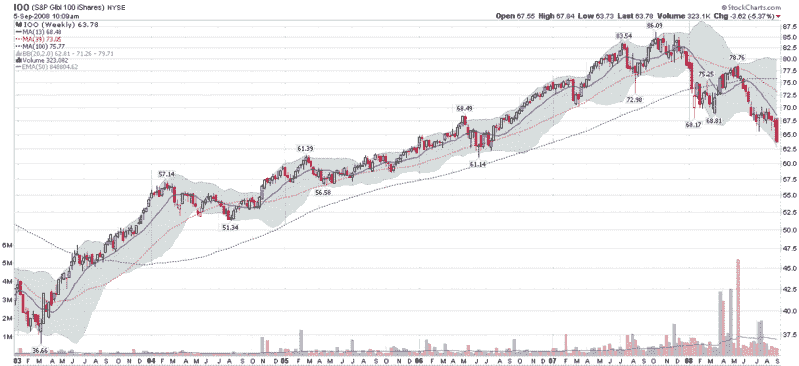 IOO (S&P Glbl 100 iShares) NYSE
© StockCharts.com
5-Sep-2008 10:09am
Open 67.55 High 67.84 Low 63.73 Last 63.78 Volume 323.1K Chg -3.62 (-5.37%)
IOO (Weekly) 63.78
MA(13) 68.48
MA(39) 73.05
MA(100) 75.77
BB(20,2.0) 62.81 - 71.26 - 79.71
Volume 323,082
EMA(50) 848804.62
83.54
86.09
78.76
75.25
72.98
68.17
68.81
68.49
61.14
61.39
56.58
57.14
51.34
36.66
87.5
85.0
82.5
80.0
77.5
75.0
72.5
70.0
67.5
65.0
62.5
60.0
57.5
55.0
52.5
50.0
47.5
45.0
42.5
40.0
37.5
6M
5M
4M
3M
2M
1M
03 F M A M J J A S O N D 04 F M A M J J A S O N D 05 F M A M J J A S O N D 06 F M A M J J A S O N D 07 F M A M J J A S O N D 08 F M A M J J A S